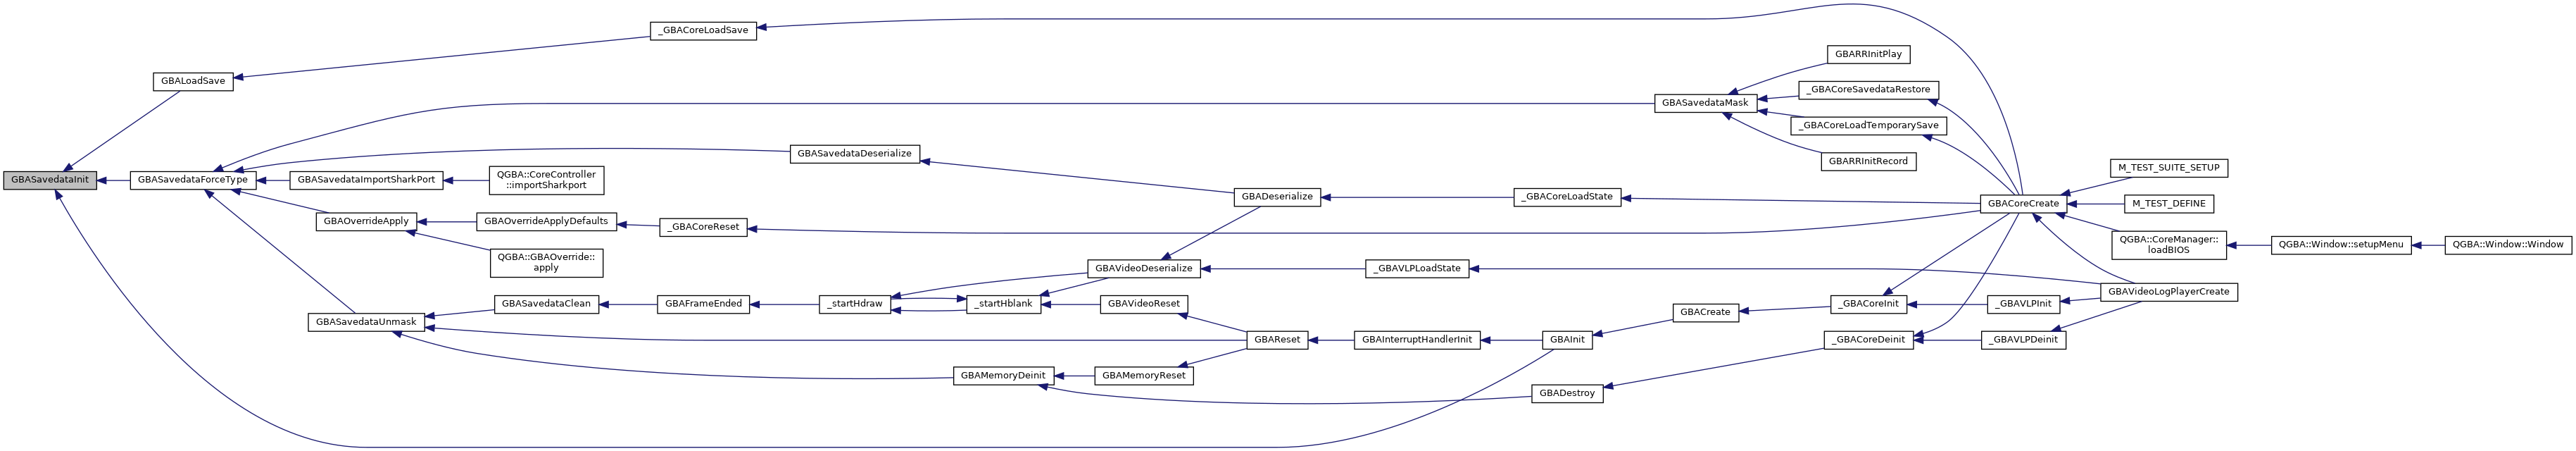 GBASavedataInit
GBALoadSave
_GBACoreLoadSave
GBASavedataForceType
GBASavedataImportSharkPort
QGBA::CoreController
::importSharkport
GBAOverrideApply
GBAOverrideApplyDefaults
_GBACoreReset
QGBA::GBAOverride::
apply
GBASavedataUnmask
GBASavedataClean
GBAFrameEnded
_startHdraw
_startHblank
GBASavedataDeserialize
GBAVideoDeserialize
GBAVideoReset
GBAMemoryDeinit
GBAMemoryReset
GBADeserialize
GBAReset
_GBAVLPLoadState
GBAInterruptHandlerInit
_GBACoreLoadState
GBAInit
GBADestroy
GBASavedataMask
GBACreate
GBARRInitPlay
_GBACoreSavedataRestore
_GBACoreLoadTemporarySave
GBARRInitRecord
_GBACoreInit
_GBACoreDeinit
GBACoreCreate
_GBAVLPInit
_GBAVLPDeinit
M_TEST_SUITE_SETUP
M_TEST_DEFINE
QGBA::CoreManager::
loadBIOS
GBAVideoLogPlayerCreate
QGBA::Window::setupMenu
QGBA::Window::Window